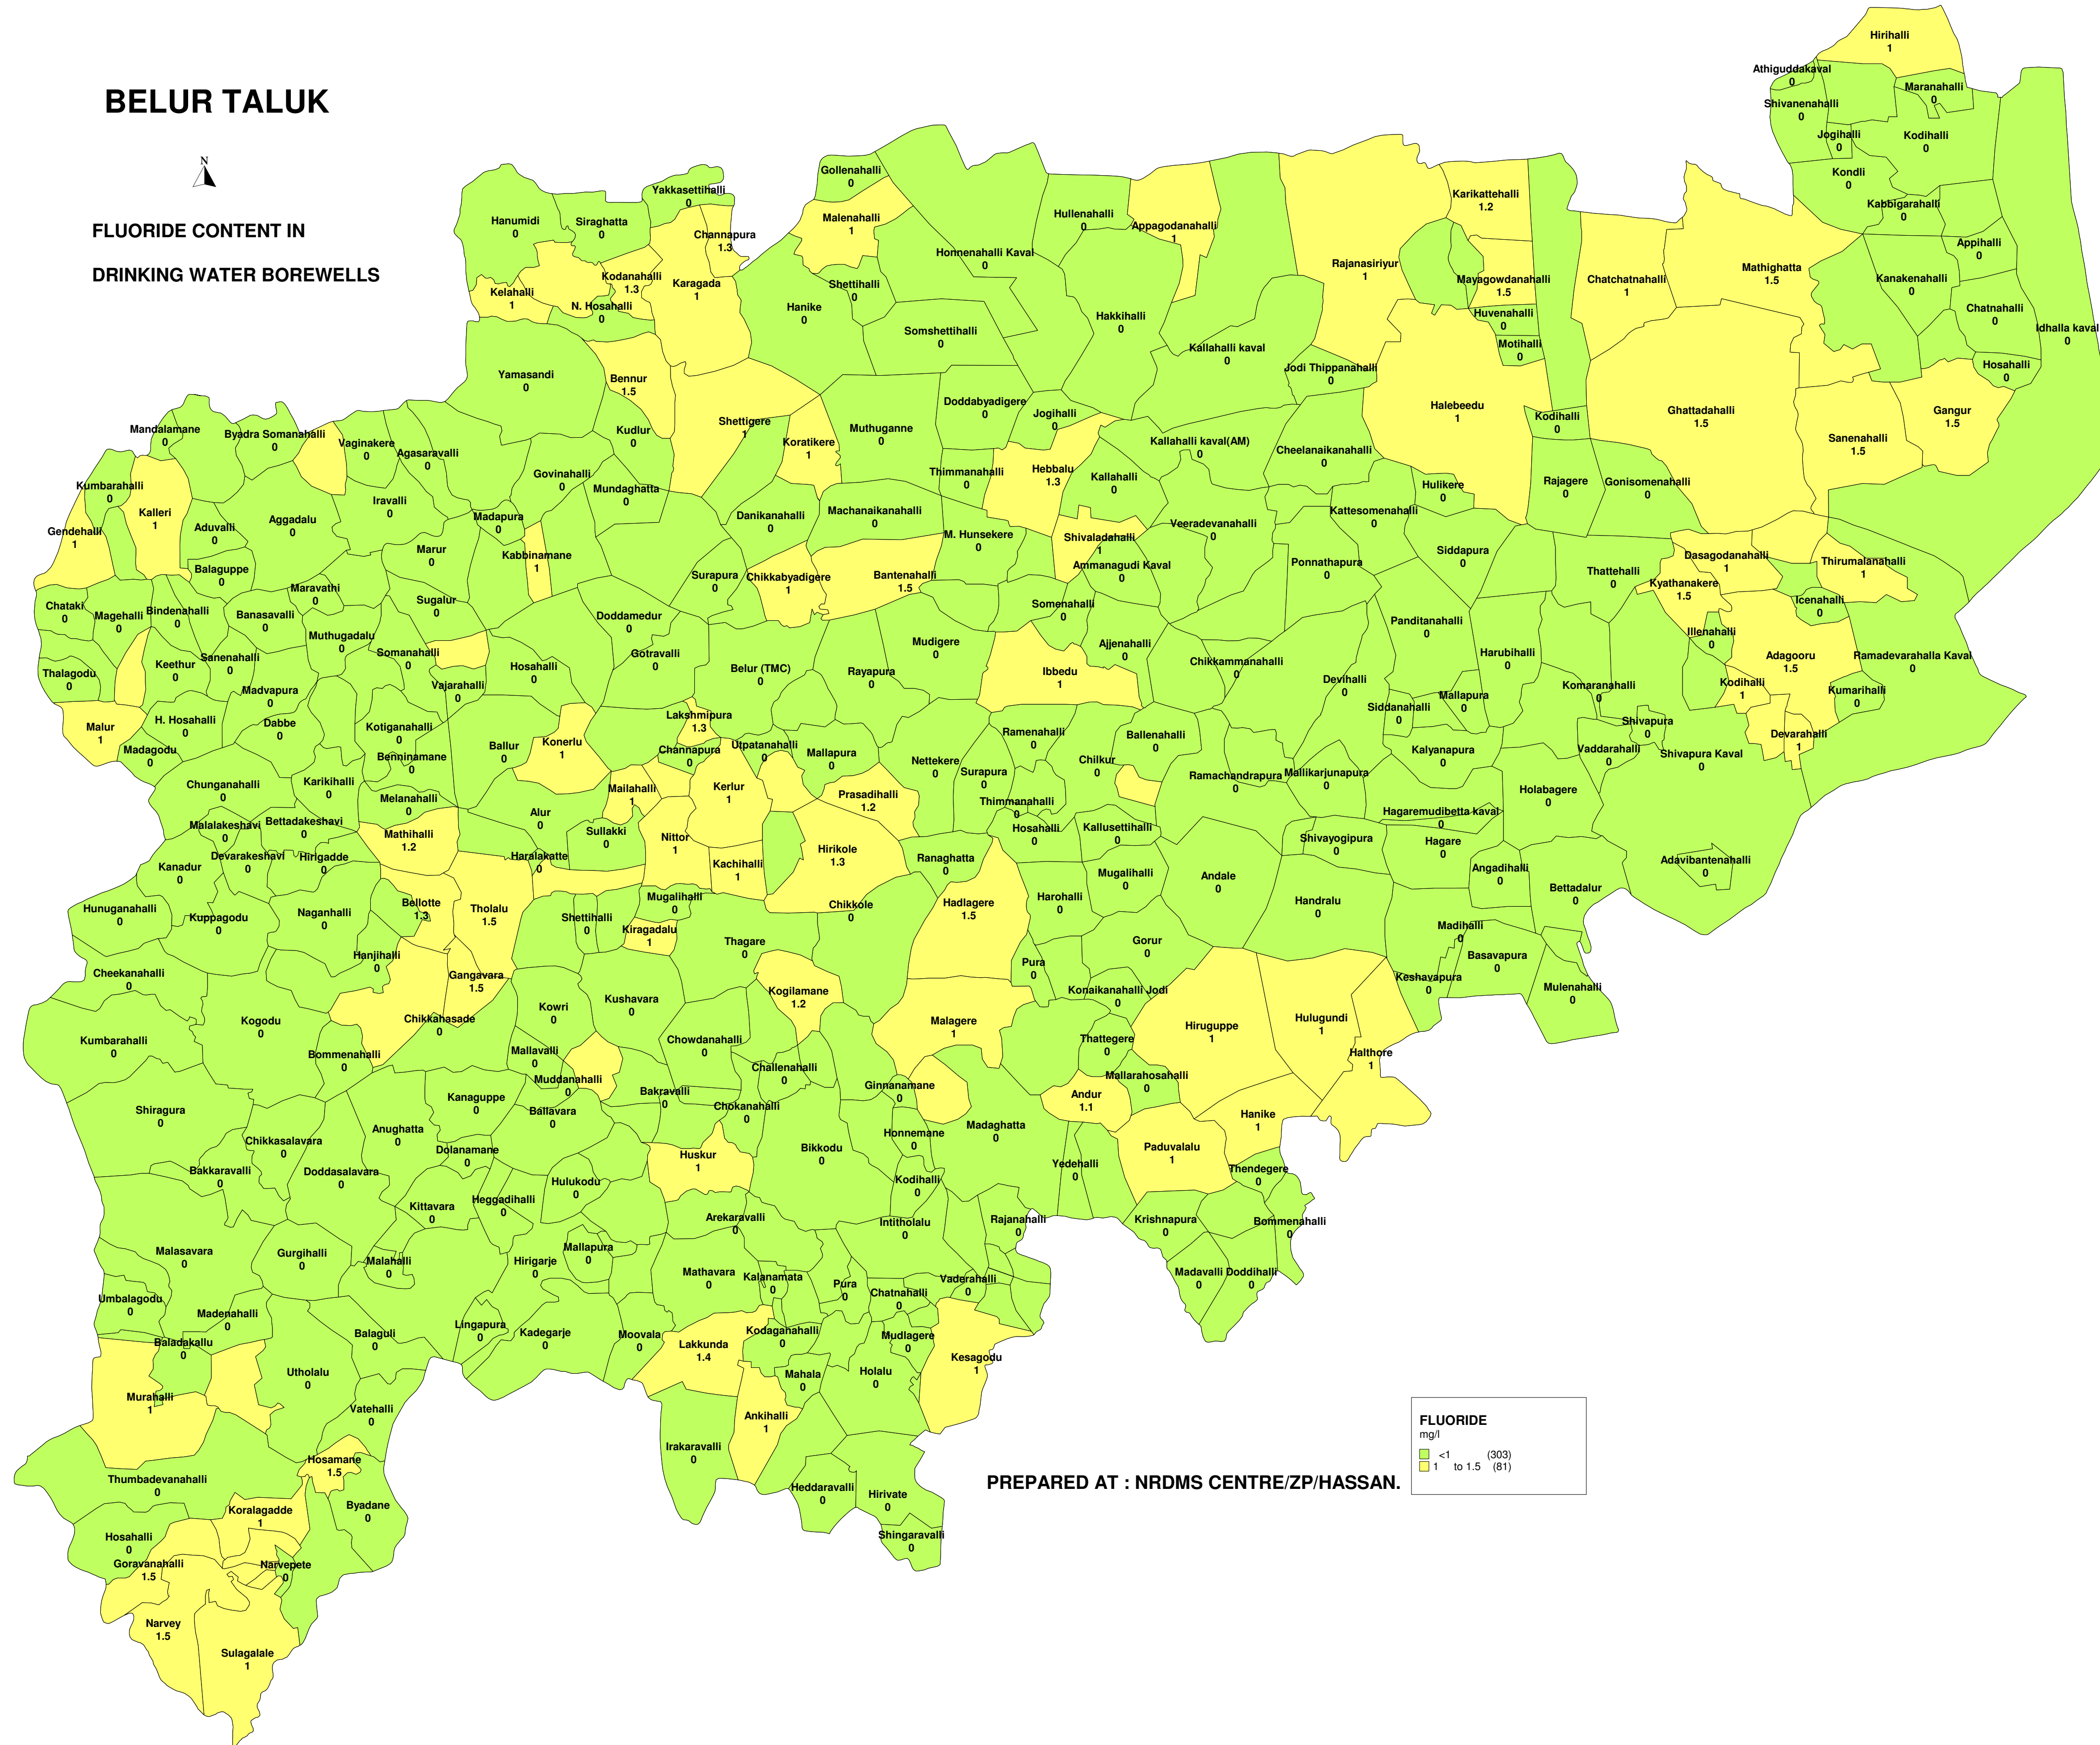 BELUR TALUK
N
FLUORIDE CONTENT IN
DRINKING WATER BOREWELLS
Hirihalli
1
Athiguddakaval
0
Maranahalli
0
Shivanenahalli
0
Jogihalli
0
Kodihalli
0
Kondli
0
Kabbigarahalli
0
Appihalli
0
Kanakenahalli
0
Chatnahalli
0
Idhalla kaval
0
Hosahalli
0
Gollenahalli
0
Yakkasettihalli
0
Hanumidi
0
Siraghatta
0
Channapura
1.3
Malenahalli
1
Hullenahalli
0
Appagodanahalli
1
Karikattehalli
1.2
Honnenahalli Kaval
0
Rajanasiriyur
1
Mayagowdanahalli
1.5
Chatchatnahalli
1
Mathighatta
1.5
Kelahalli
1
Kodanahalli
1.3
Karagada
1
N. Hosahalli
0
Shettihalli
0
Hanike
0
Hakkihalli
0
Huvenahalli
0
Somshettihalli
0
Kallahalli kaval
0
Motihalli
0
Jodi Thippanahalli
0
Yamasandi
0
Bennur
1.5
Doddabyadigere
0
Jogihalli
0
Halebeedu
1
Kodihalli
0
Ghattadahalli
1.5
Gangur
1.5
Sanenahalli
1.5
Mandalamane
0
Byadra Somanahalli
0
Vaginakere
0
Agasaravalli
0
Kudlur
0
Shettigere
1
Koratikere
1
Muthuganne
0
Kallahalli kaval(AM)
0
Cheelanaikanahalli
0
Kumbarahalli
0
Govinahalli
0
Mundaghatta
0
Thimmanahalli
0
Hebbalu
1.3
Kallahalli
0
Hulikere
0
Rajagere
0
Gonisomenahalli
0
Gendehalli
1
Kalleri
1
Aduvalli
0
Aggadalu
0
Iravalli
0
Madapura
0
Danikanahalli
0
Machanaikanahalli
0
M. Hunsekere
0
Shivaladahalli
1
Veeradevanahalli
0
Kattesomenahalli
0
Siddapura
0
Balaguppe
0
Marur
0
Kabbinamane
1
Surapura
0
Chikkabyadigere
1
Bantenahalli
1.5
Ammanagudi Kaval
0
Ponnathapura
0
Thattehalli
0
Dasagodanahalli
1
Thirumalanahalli
1
Kyathanakere
1.5
Icenahalli
0
Chataki
0
Magehalli
0
Bindenahalli
0
Maravathi
0
Banasavalli
0
Sugalur
0
Muthugadalu
0
Doddamedur
0
Somenahalli
0
Panditanahalli
0
Illenahalli
0
Thalagodu
0
Keethur
0
Sanenahalli
0
Somanahalli
0
Hosahalli
0
Gotravalli
0
Belur (TMC)
0
Rayapura
0
Mudigere
0
Ajjenahalli
0
Ibbedu
1
Chikkammanahalli
0
Devihalli
0
Harubihalli
0
Adagooru
1.5
Ramadevarahalla Kaval
0
Madvapura
0
Vajarahalli
0
Mallapura
0
Siddanahalli
0
Komaranahalli
0
Kodihalli
1
Kumarihalli
0
Malur
1
H. Hosahalli
0
Dabbe
0
Kotiganahalli
0
Lakshmipura
1.3
Madagodu
0
Benninamane
0
Ballur
0
Konerlu
1
Channapura
0
Utpatanahalli
0
Mallapura
0
Nettekere
0
Ramenahalli
0
Ballenahalli
0
Kalyanapura
0
Shivapura
0
Vaddarahalli
0
Shivapura Kaval
0
Devarahalli
1
Chunganahalli
0
Karikihalli
0
Melanahalli
0
Mailahalli
1
Kerlur
1
Prasadihalli
1.2
Surapura
0
Chilkur
0
Ramachandrapura
0
Mallikarjunapura
0
Holabagere
0
Malalakeshavi
0
Bettadakeshavi
0
Mathihalli
1.2
Alur
0
Sullakki
0
Nittor
1
Thimmanahalli
0
Hosahalli
0
Kallusettihalli
0
Hagaremudibetta kaval
0
Shivayogipura
0
Hagare
0
Kanadur
0
Devarakeshavi
0
Hirigadde
0
Haralakatte
0
Kachihalli
1
Hirikole
1.3
Ranaghatta
0
Mugalihalli
0
Andale
0
Angadihalli
0
Adavibantenahalli
0
Bettadalur
0
Hunuganahalli
0
Kuppagodu
0
Naganhalli
0
Bellotte
1.3
Tholalu
1.5
Shettihalli
0
Mugalihalli
0
Kiragadalu
1
Chikkole
0
Hadlagere
1.5
Harohalli
0
Handralu
0
Madihalli
0
Cheekanahalli
0
Hanjihalli
0
Gangavara
1.5
Thagare
0
Pura
0
Gorur
0
Basavapura
0
Keshavapura
0
Mulenahalli
0
Kumbarahalli
0
Kogodu
0
Chikkahasade
0
Kowri
0
Kushavara
0
Kogilamane
1.2
Konaikanahalli Jodi
0
Malagere
1
Hiruguppe
1
Hulugundi
1
Bommenahalli
0
Mallavalli
0
Chowdanahalli
0
Thattegere
0
Halthore
1
Shiragura
0
Muddanahalli
0
Challenahalli
0
Mallarahosahalli
0
Kanaguppe
0
Ballavara
0
Bakravalli
0
Chokanahalli
0
Ginnanamane
0
Andur
1.1
Hanike
1
Chikkasalavara
0
Anughatta
0
Dolanamane
0
Huskur
1
Bikkodu
0
Honnemane
0
Madaghatta
0
Paduvalalu
1
Bakkaravalli
0
Doddasalavara
0
Kittavara
0
Heggadihalli
0
Hulukodu
0
Kodihalli
0
Yedehalli
0
Thendegere
0
Arekaravalli
0
Intitholalu
0
Rajanahalli
0
Krishnapura
0
Bommenahalli
0
Malasavara
0
Gurgihalli
0
Malahalli
0
Hirigarje
0
Mallapura
0
Mathavara
0
Kalanamata
0
Pura
0
Chatnahalli
0
Vaderahalli
0
Madavalli
0
Doddihalli
0
Umbalagodu
0
Madenahalli
0
Baladakallu
0
Balaguli
0
Lingapura
0
Kadegarje
0
Moovala
0
Lakkunda
1.4
Kodaganahalli
0
Mudlagere
0
Kesagodu
1
Murahalli
1
Utholalu
0
Vatehalli
0
Mahala
0
Holalu
0
Ankihalli
1
Irakaravalli
0
Thumbadevanahalli
0
Hosamane
1.5
Byadane
0
Heddaravalli
0
Hirivate
0
Shingaravalli
0
Koralagadde
1
Hosahalli
0
Goravanahalli
1.5
Narvepete
0
Narvey
1.5
Sulagalale
1
PREPARED AT : NRDMS CENTRE/ZP/HASSAN.
FLUORIDE
mg/l
<1 (303)
1 to 1.5 (81)